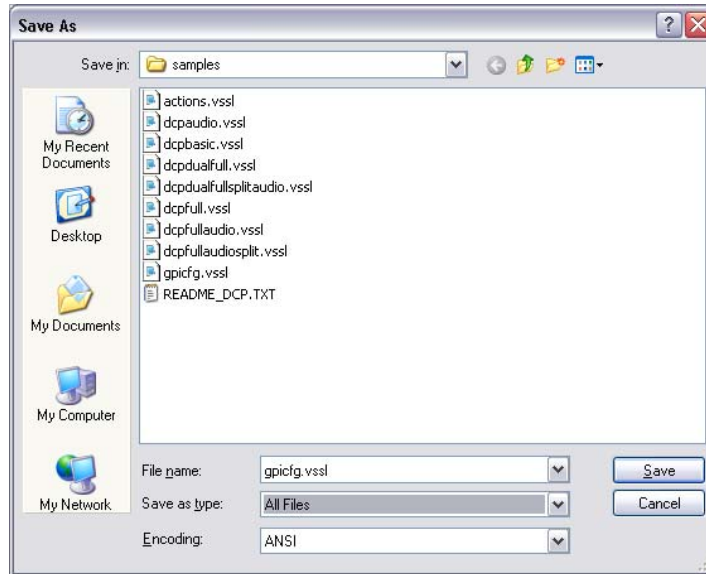 Save As
Save in:
samples
My Recent
Documents
Desktop
My Documents
My Computer
My Network
actions.vssl
dcpaudio.vssl
dcpbasic.vssl
dcpdualfull.vssl
dcpdualfullsplitaudio.vssl
dcpfull.vssl
dcpfullaudio.vssl
dcpfullaudiosplit.vssl
gpicfg.vssl
README_DCP.TXT
File name:
gpicfg.vssl
Save
Save as type:
All Files
Cancel
Encoding:
ANSI